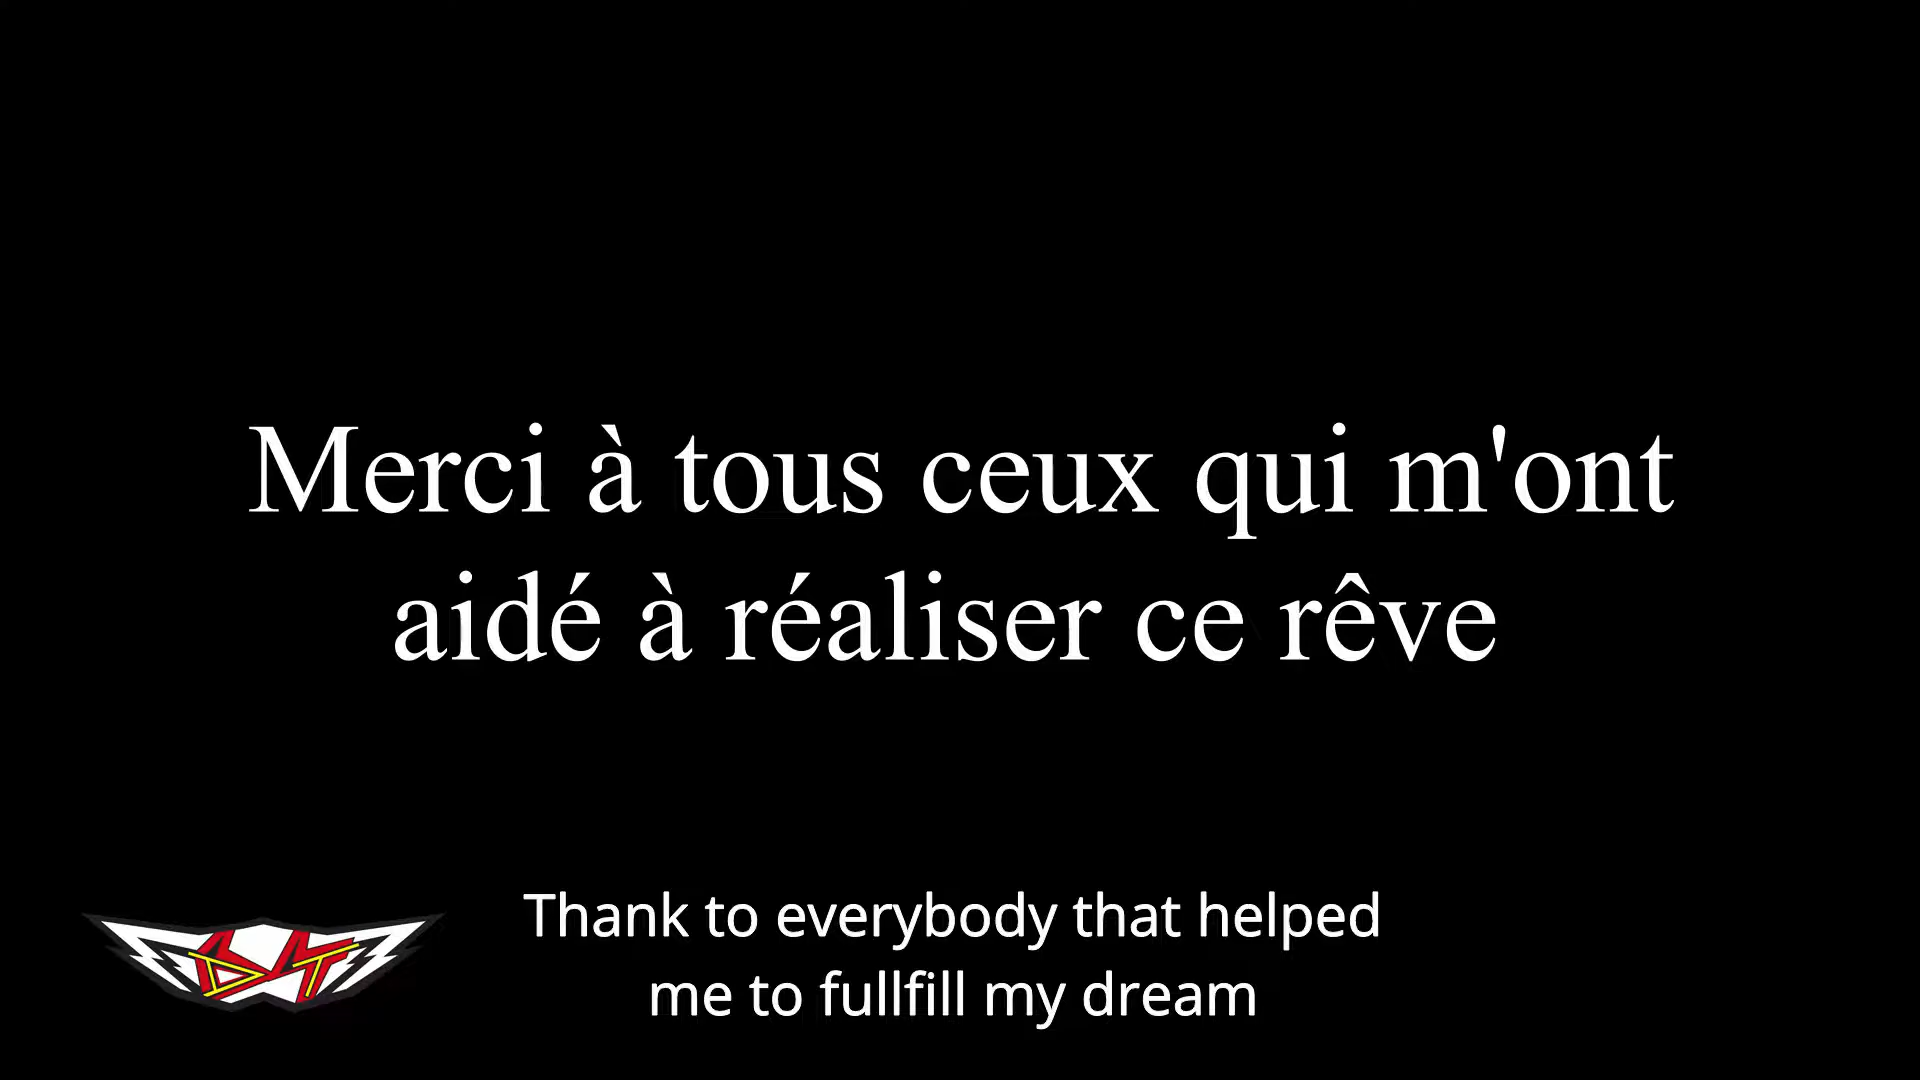 Merci à tous ceux qui m'ont
aidé à réaliser ce rêve
Thank to everybody that helped
me to fullfill my dream